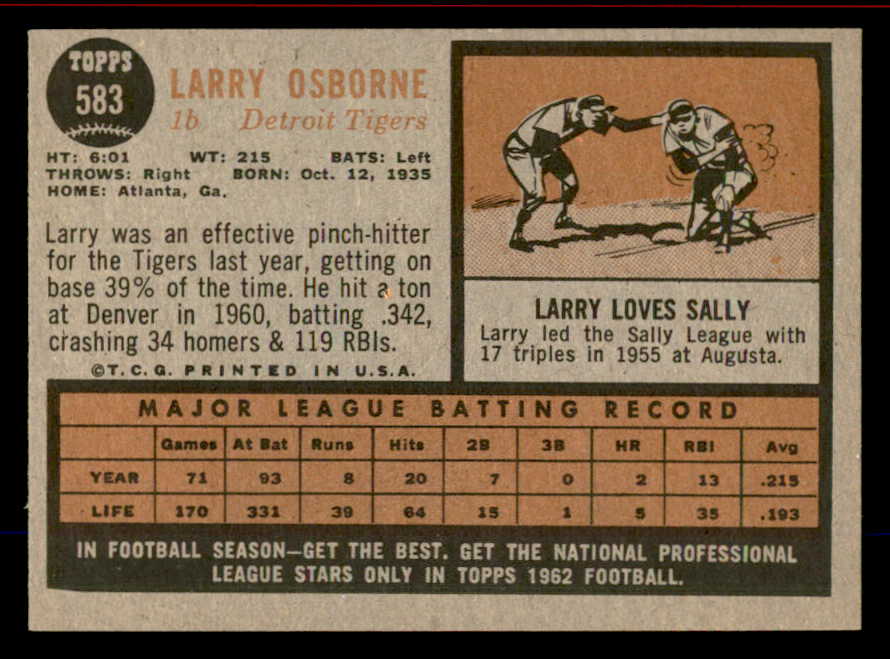 TOPPS
583
LARRY OSBORNE
1b Detroit Tigers
HT: 6:01 WT: 215 BATS: Left
THROWS: Right BORN: Oct. 12, 1935
HOME: Atlanta, Ga.
Larry was an effective pinch-hitter
for the Tigers last year, getting on
base 39% of the time. He hit a ton
at Denver in 1960, batting .342,
crashing 34 homers & 119 RBIs.
©T.C.G. PRINTED IN U.S.A.
LARRY LOVES SALLY
Larry led the Sally League with
17 triples in 1955 at Augusta.
MAJOR LEAGUE BATTING RECORD
Games At Bat Runs Hits 2B 3B HR RBI Avg
YEAR 71 93 8 20 7 0 2 13 .215
LIFE 170 331 39 64 15 1 5 35 .193
IN FOOTBALL SEASON—GET THE BEST. GET THE NATIONAL PROFESSIONAL
LEAGUE STARS ONLY IN TOPPS 1962 FOOTBALL.